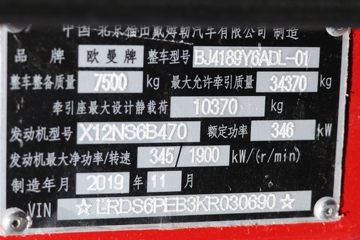 中国·北京福田戴姆勒汽车有限公司 制造
品 牌 欧曼牌 整车型号 BJ4189Y6ADL-01
整车整备质量 7500 kg 最大允许牵引质量 34370 kg
牵引座最大设计静载荷 10370 kg
发动机型号 X12NS6B470 额定功率 346 kW
发动机最大净功率/转速 345/1900 kW/(r/min)
制造年月 2019 年 11 月
VIN ☆LRDS6PEB3KR030690☆